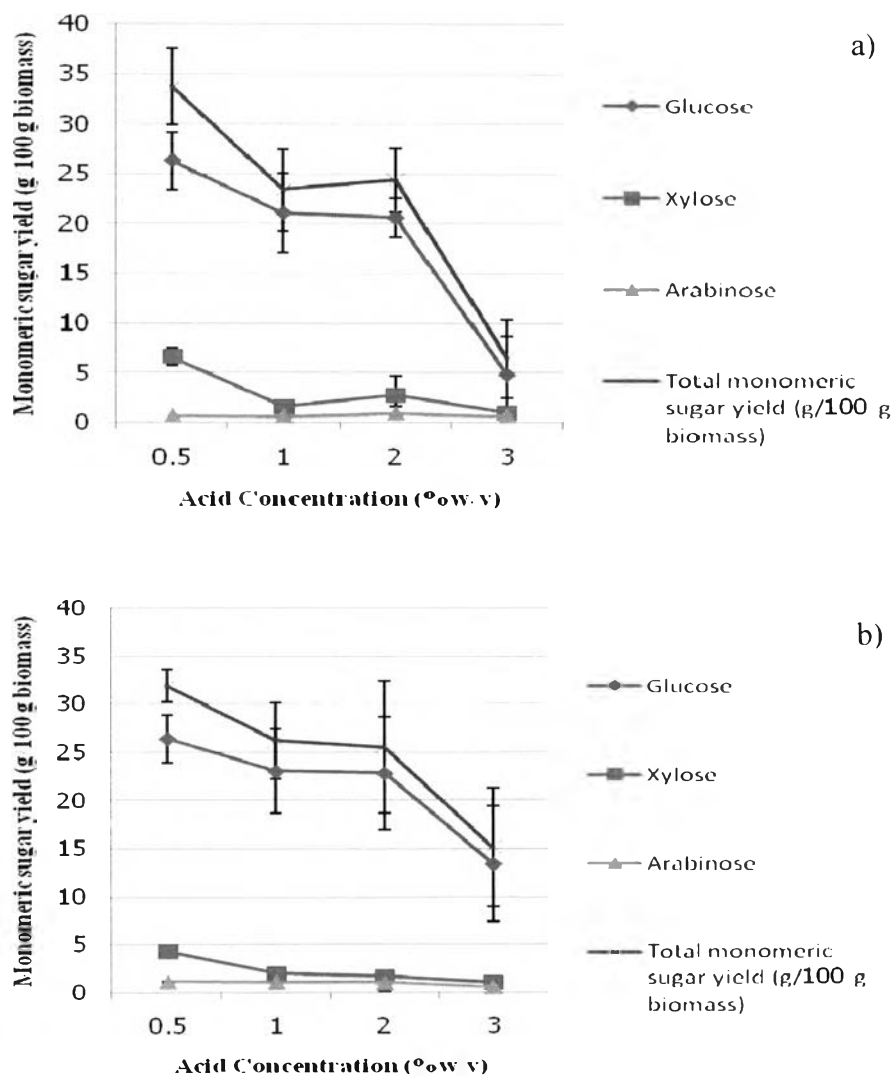 a)
Monomeric sugar yield (g 100 g biomass)
40
35
30
25
20
15
10
5
0
0.5 1 2 3
Acid Concentration (%w.v)
Glucose
Xylose
Arabinose
Total monomeric
sugar yield (g/100 g
biomass)
b)
Monomeric sugar yield (g 100 g biomass)
40
35
30
25
20
15
10
5
0
0.5 1 2 3
Acid Concentration (%w v)
Glucose
Xylose
Arabinose
Total monomeric
sugar yield (g/100 g
biomass)